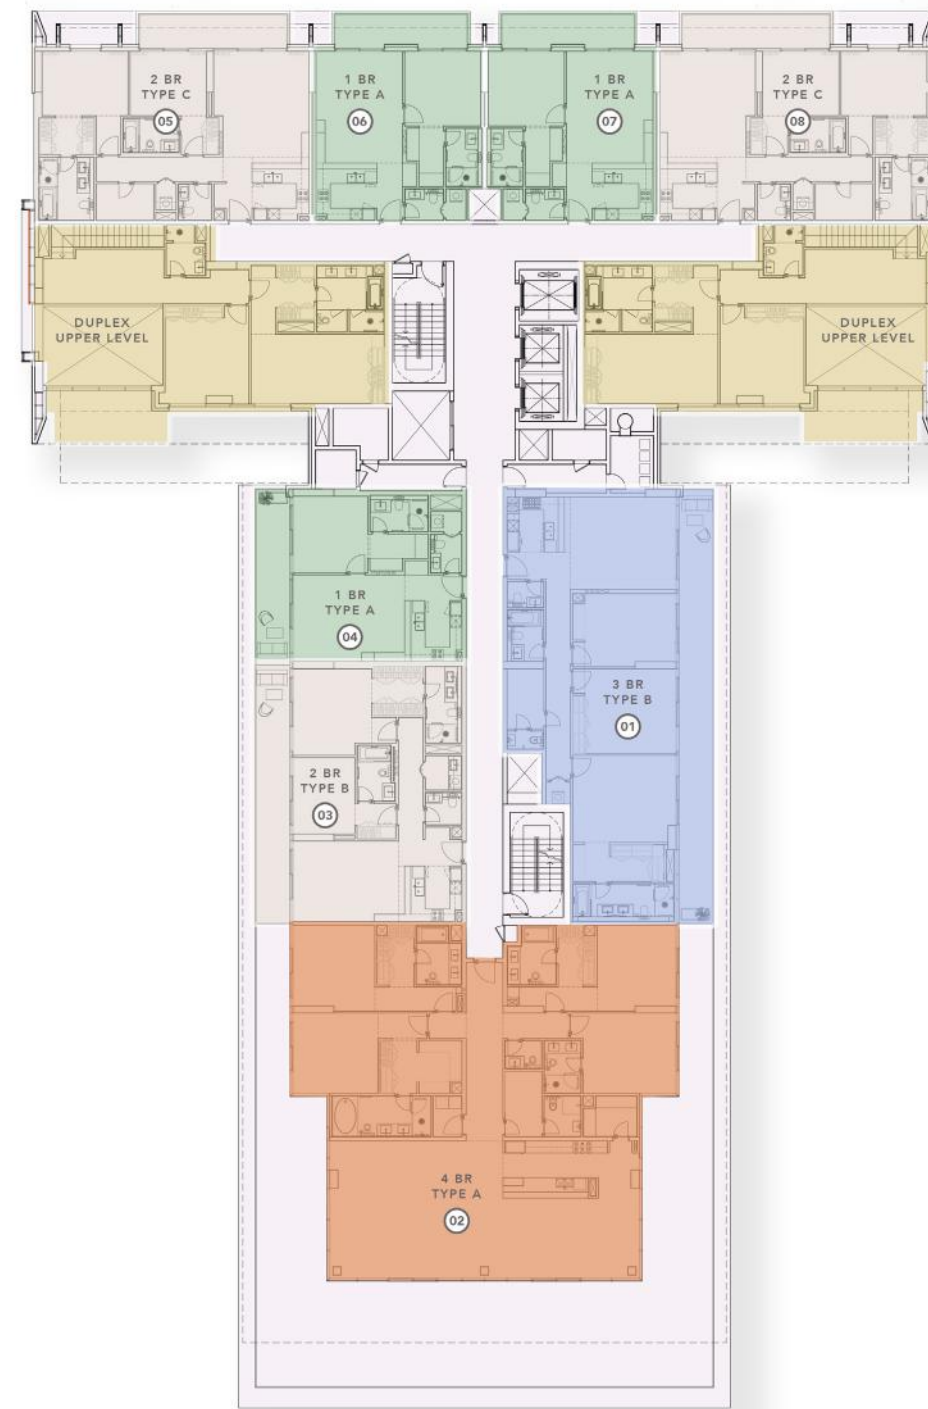 2 BR
TYPE C
05
1 BR
TYPE A
06
1 BR
TYPE A
07
2 BR
TYPE C
08
DUPLEX
UPPER LEVEL
DUPLEX
UPPER LEVEL
1 BR
TYPE A
04
3 BR
TYPE B
01
2 BR
TYPE B
03
4 BR
TYPE A
02